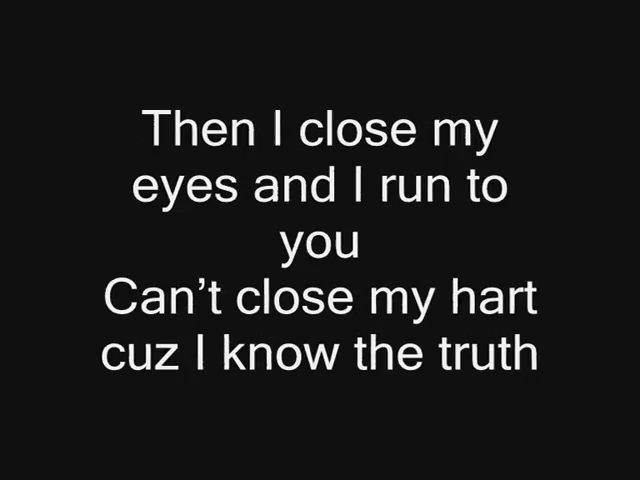 Then I close my
eyes and I run to
you
Can’t close my hart
cuz I know the truth